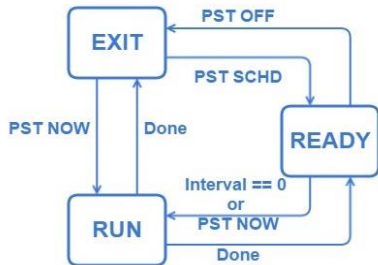 PST OFF
EXIT
PST SCHD
PST NOW
Done
READY
Interval == 0
or
PST NOW
RUN
Done